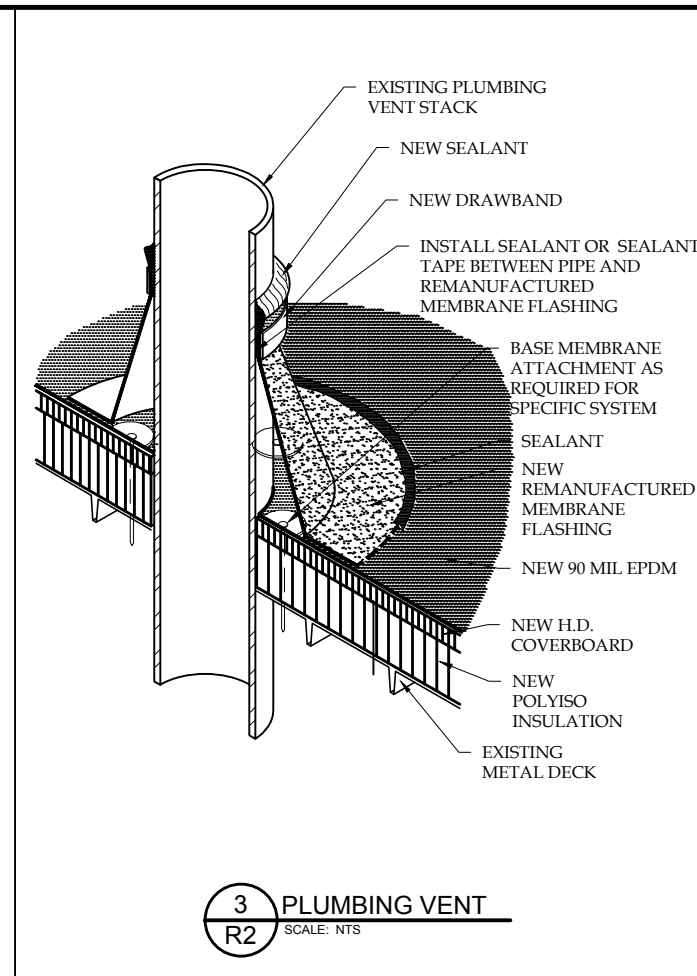 EXISTING PLUMBING
VENT STACK
NEW SEALANT
NEW DRAWBAND
INSTALL SEALANT OR SEALANT
TAPE BETWEEN PIPE AND
REMANUFACTURED
MEMBRANE FLASHING
BASE MEMBRANE
ATTACHMENT AS
REQUIRED FOR
SPECIFIC SYSTEM
SEALANT
NEW
REMANUFACTURED
MEMBRANE
FLASHING
NEW 90 MIL EPDM
NEW H.D.
COVERBOARD
NEW
POLYISO
INSULATION
EXISTING
METAL DECK
3
PLUMBING VENT
R2
SCALE: NTS